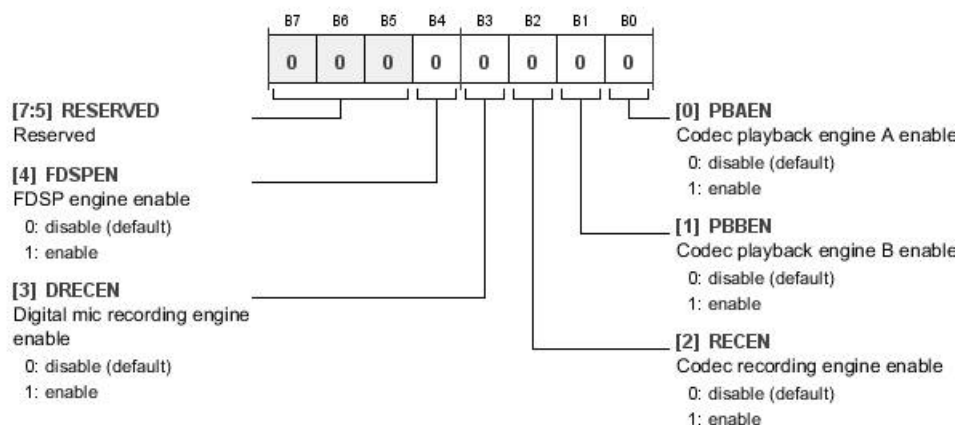 B7 B6 B5 B4 B3 B2 B1 B0
0 0 0 0 0 0 0 0
[7:5] RESERVED
Reserved
[4] FDSPEN
FDSP engine enable
0: disable (default)
1: enable
[3] DRECEN
Digital mic recording engine
enable
0: disable (default)
1: enable
[0] PBAEN
Codec playback engine A enable
0: disable (default)
1: enable
[1] PBBEN
Codec playback engine B enable
0: disable (default)
1: enable
[2] RECEN
Codec recording engine enable
0: disable (default)
1: enable